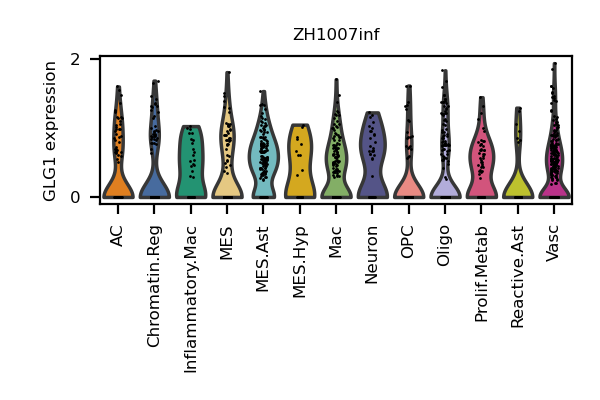 ZH1007inf
GLG1 expression
2
0
AC
Chromatin.Reg
Inflammatory.Mac
MES
MES.Ast
MES.Hyp
Mac
Neuron
OPC
Oligo
Prolif.Metab
Reactive.Ast
Vasc